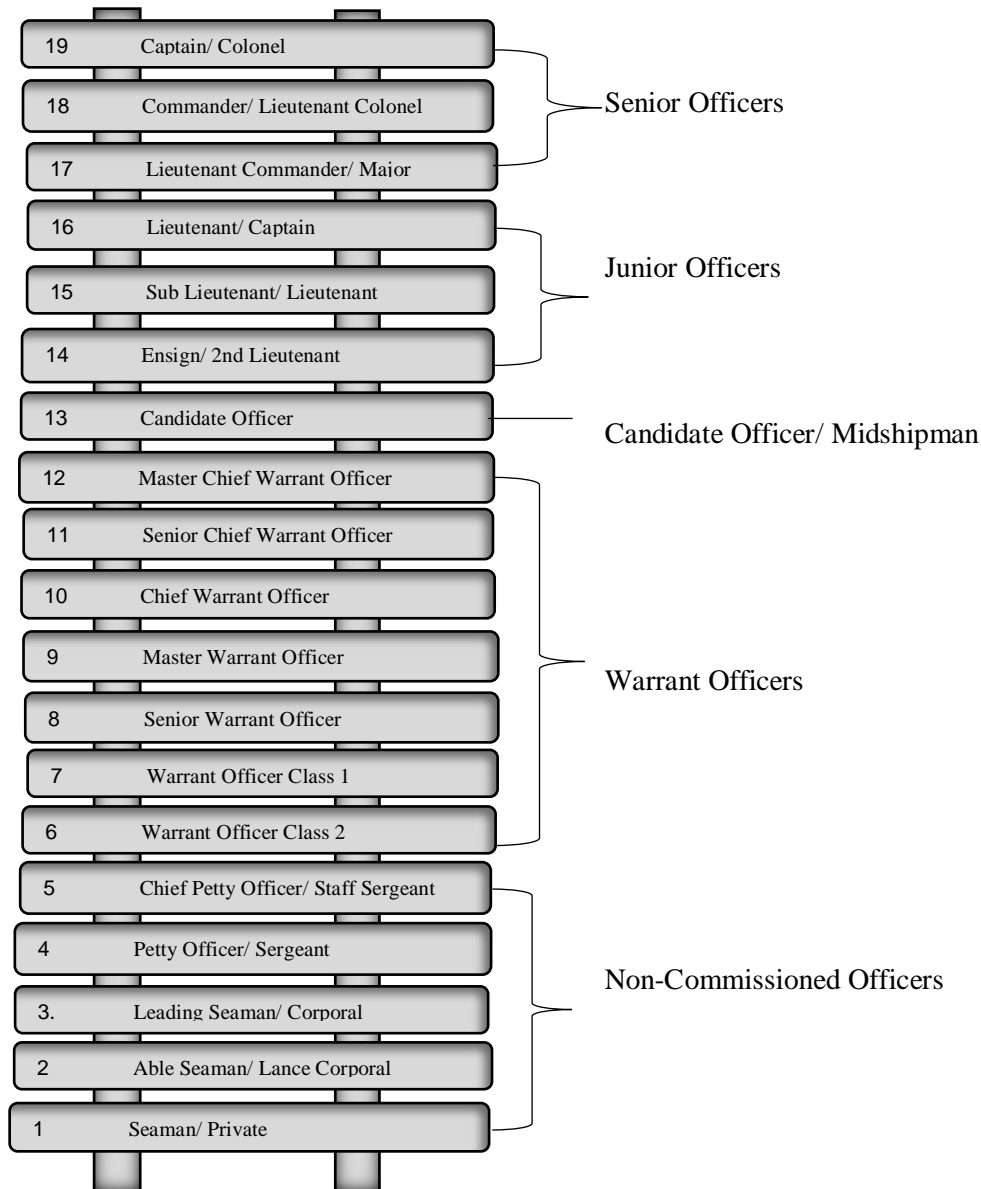 19 Captain/ Colonel
18 Commander/ Lieutenant Colonel
Senior Officers
17 Lieutenant Commander/ Major
16 Lieutenant/ Captain
Junior Officers
15 Sub Lieutenant/ Lieutenant
14 Ensign/ 2nd Lieutenant
13 Candidate Officer
Candidate Officer/ Midshipman
12 Master Chief Warrant Officer
11 Senior Chief Warrant Officer
10 Chief Warrant Officer
9 Master Warrant Officer
Warrant Officers
8 Senior Warrant Officer
7 Warrant Officer Class 1
6 Warrant Officer Class 2
5 Chief Petty Officer/ Staff Sergeant
4 Petty Officer/ Sergeant
Non-Commissioned Officers
3. Leading Seaman/ Corporal
2 Able Seaman/ Lance Corporal
1 Seaman/ Private